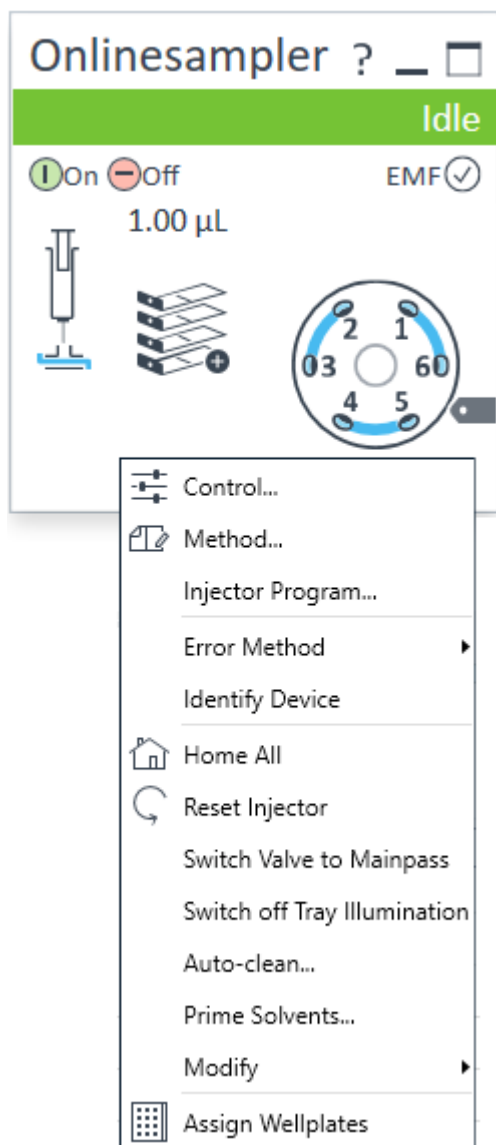 Onlinesampler ?
Idle
On Off EMF
1.00 µL
2 1
3 6
4 5
Control...
Method...
Injector Program...
Error Method
Identify Device
Home All
Reset Injector
Switch Valve to Mainpass
Switch off Tray Illumination
Auto-clean...
Prime Solvents...
Modify
Assign Wellplates